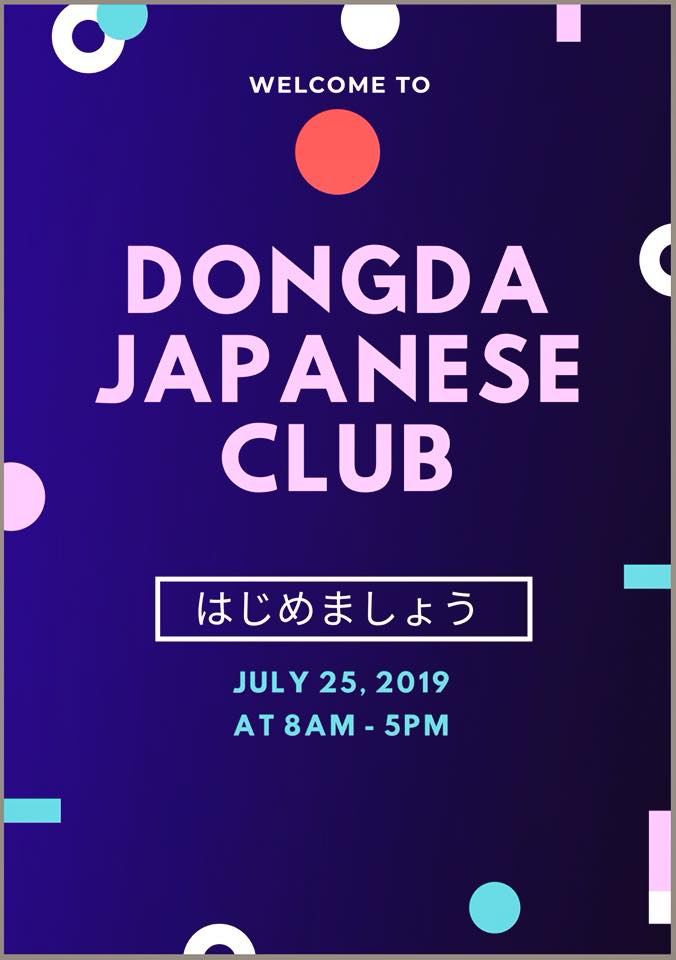 WELCOME TO
DONGDA
JAPANESE
CLUB
はじめましょう
JULY 25, 2019
AT 8AM - 5PM